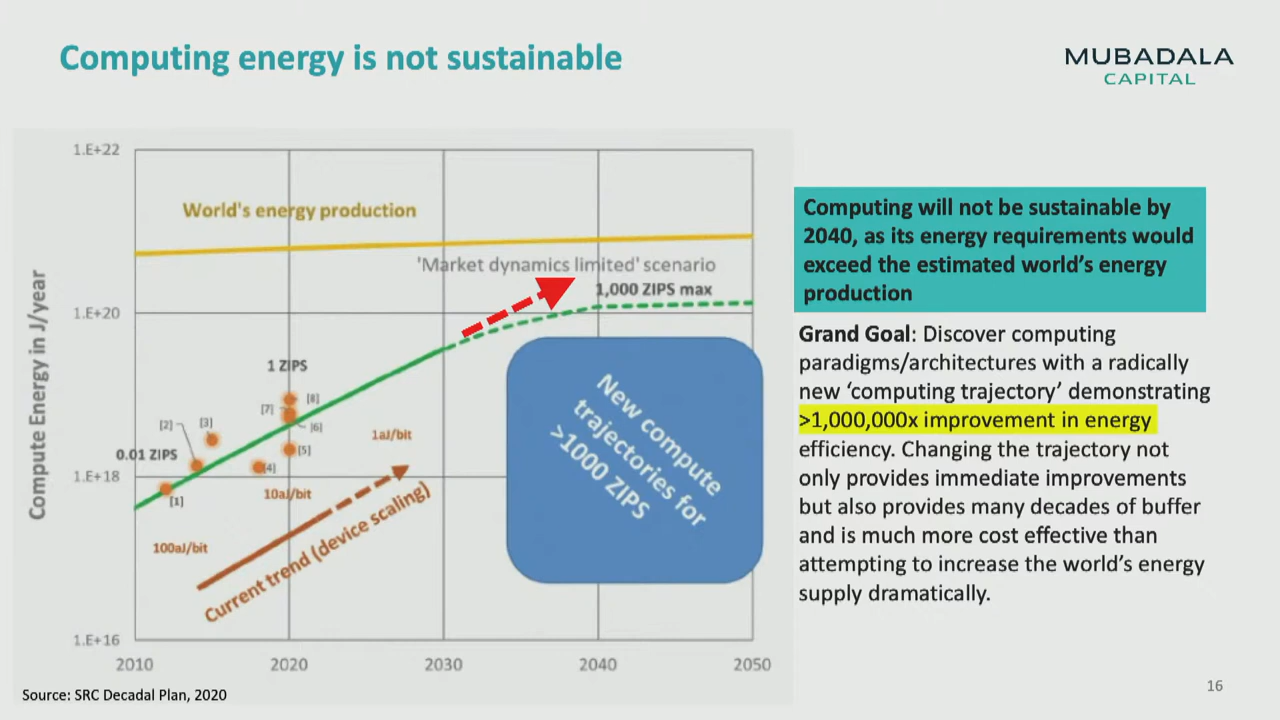 Computing energy is not sustainable
MUBADALA
CAPITAL
1.E+22
World's energy production
'Market dynamics limited' scenario
1,000 ZIPS max
1.E+20
1 ZIPS
[8]
[7]
[6]
[2]
[3]
[5]
1aJ/bit
0.01 ZIPS
[4]
1.E+18
10aJ/bit
[1]
100aJ/bit
Current trend (device scaling)
New compute
trajectories for
>1000 ZIPS
1.E+16
Compute Energy in J/year
2010
2020
2030
2040
2050
Computing will not be sustainable by
2040, as its energy requirements would
exceed the estimated world’s energy
production
Grand Goal: Discover computing
paradigms/architectures with a radically
new ‘computing trajectory’ demonstrating
>1,000,000x improvement in energy
efficiency. Changing the trajectory not
only provides immediate improvements
but also provides many decades of buffer
and is much more cost effective than
attempting to increase the world’s energy
supply dramatically.
Source: SRC Decadal Plan, 2020
16